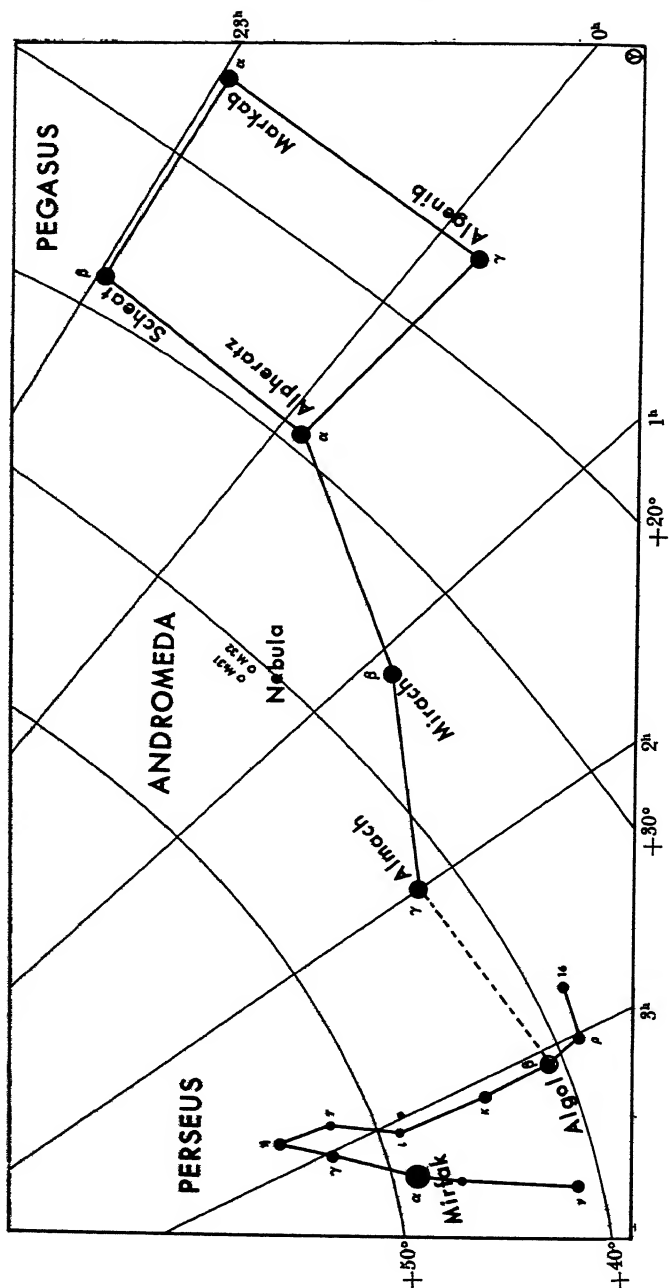 PEGASUS
23ʰ
α
Markab
β
Scheat
Algenib
γ
0ʰ
Alpheratz
α
1ʰ
+20°
ANDROMEDA
M31
M 32
Nebula
β
Mirach
2ʰ
+30°
Almach
γ
PERSEUS
16
3ʰ
ρ
β
Algol
κ
ι
τ
η
γ
α
Mirfak
ν
+50°
+40°